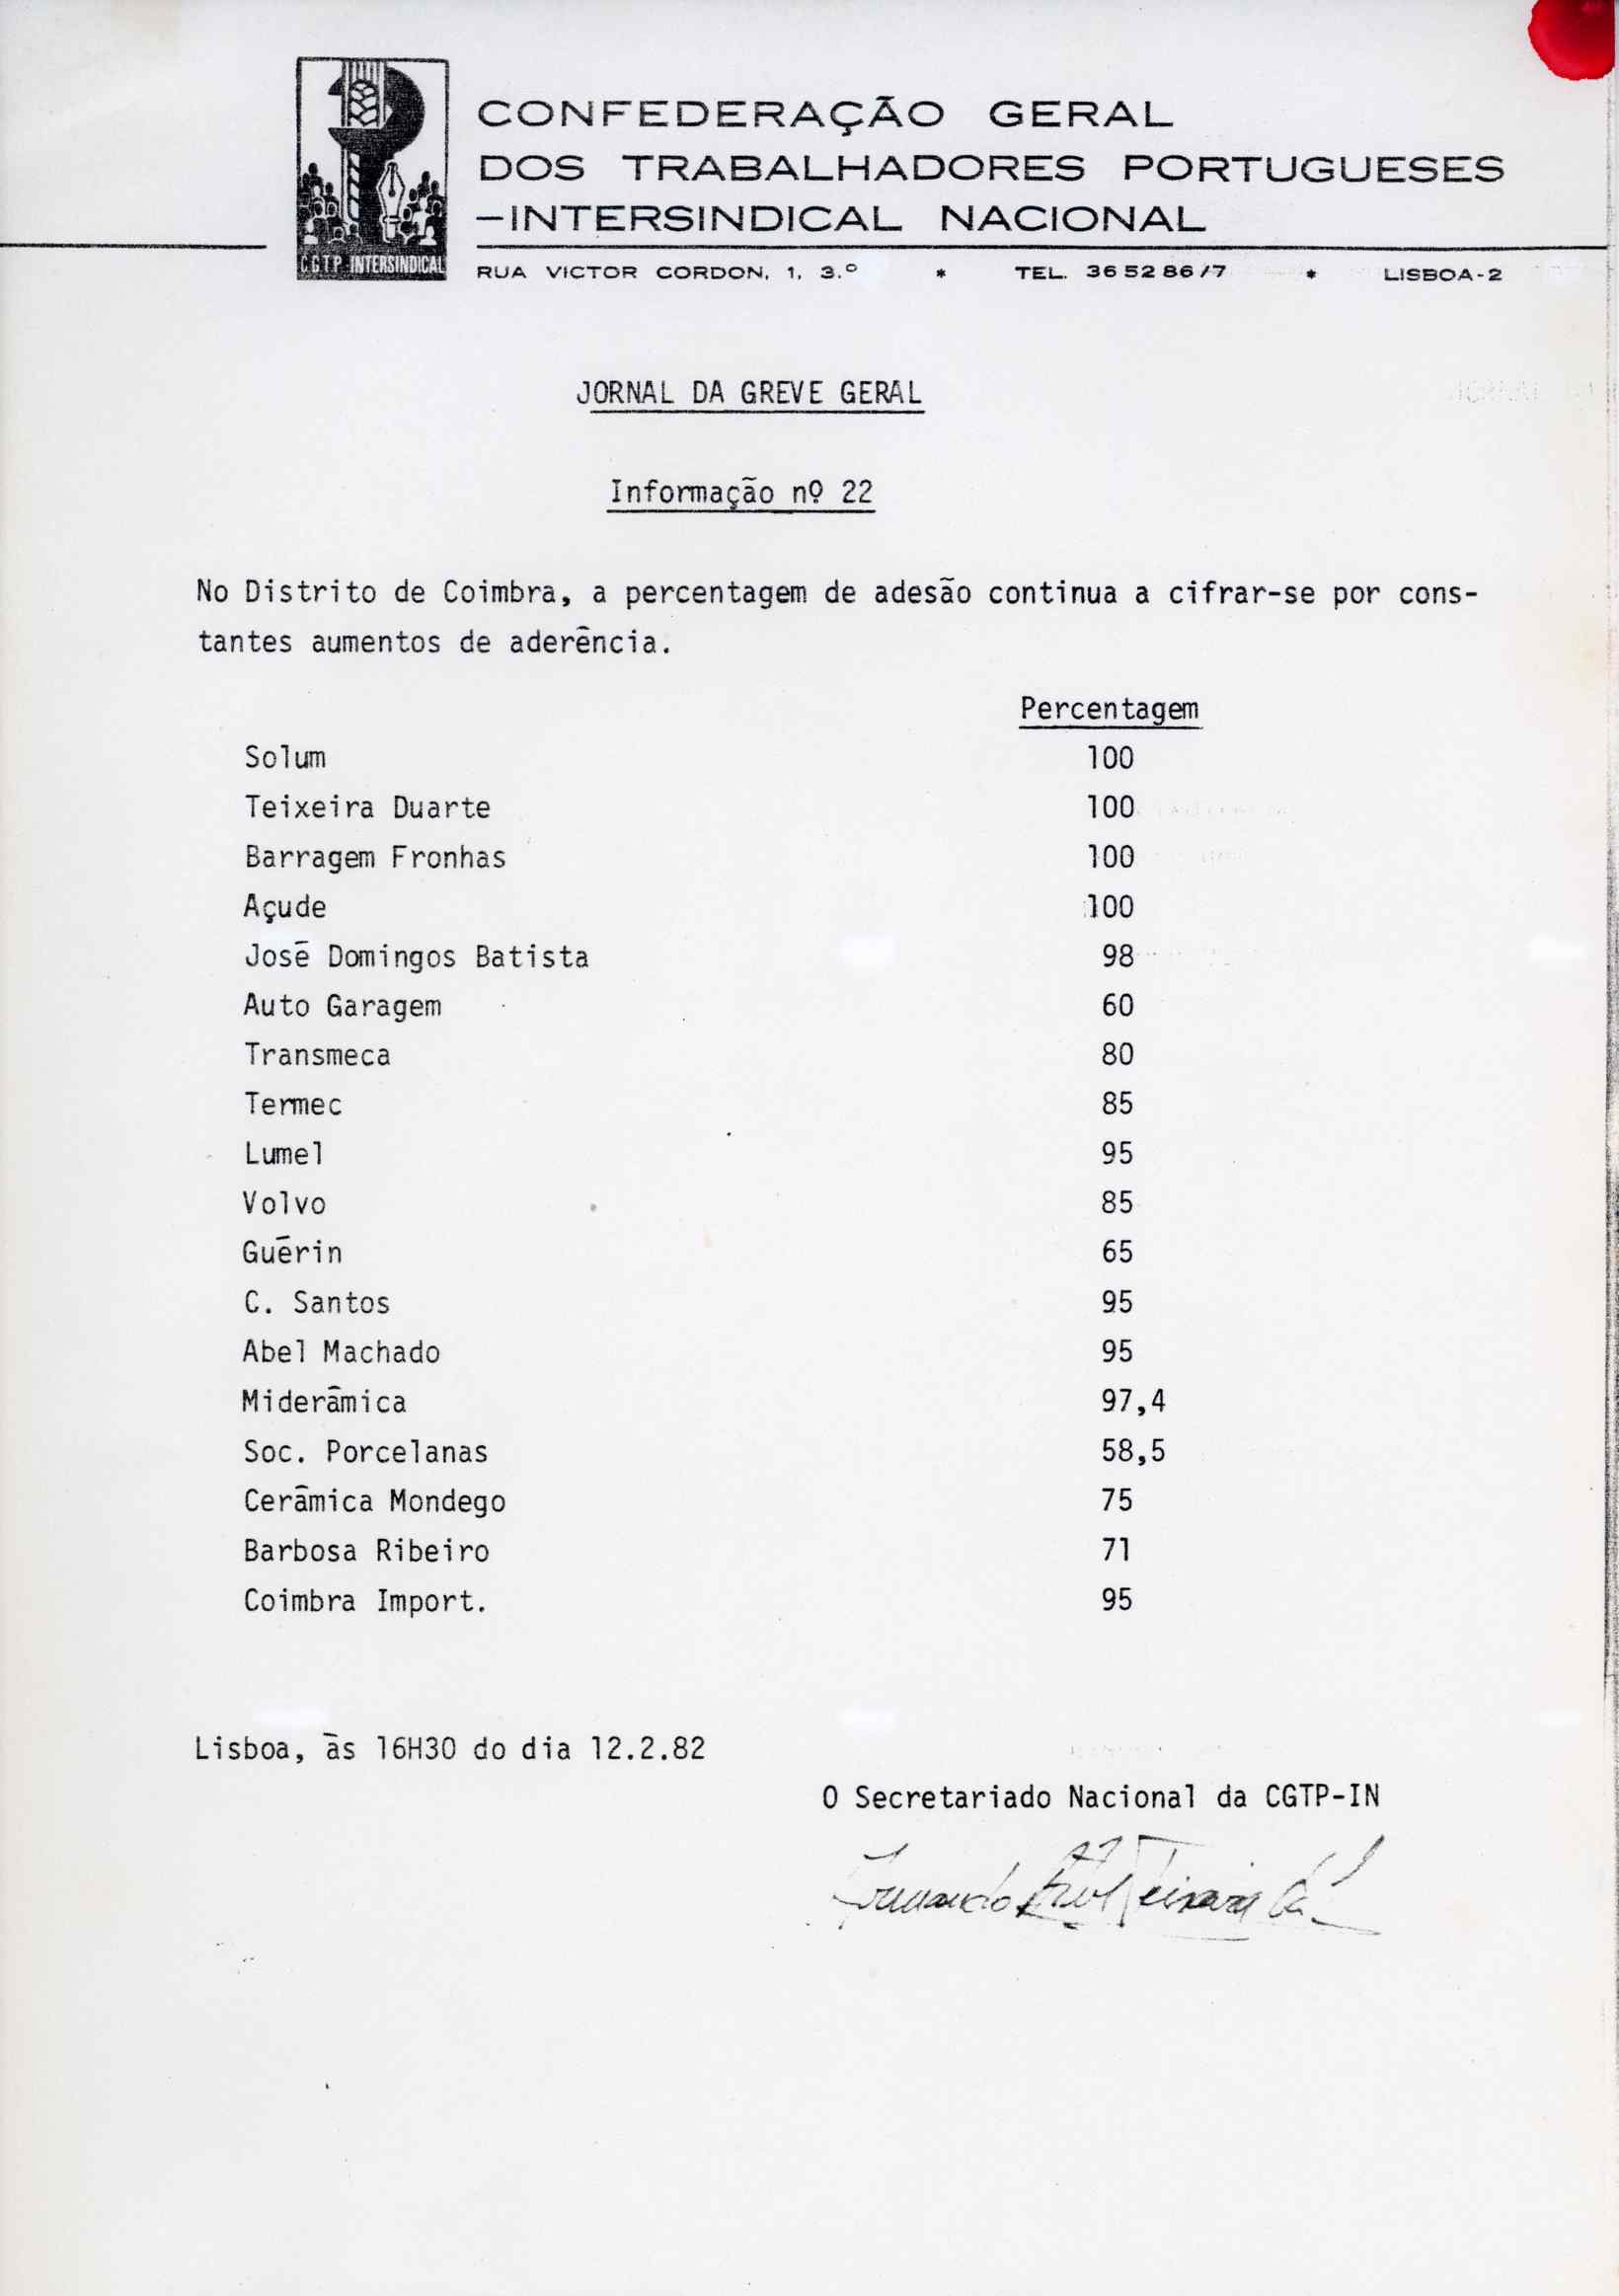 CGTP INTERSINDICAL
CONFEDERAÇÃO GERAL
DOS TRABALHADORES PORTUGUESES
-INTERSINDICAL NACIONAL
RUA VICTOR CORDON, 1, 3.º * TEL. 36 52 86/7 * LISBOA-2
JORNAL DA GREVE GERAL
Informação nº 22
No Distrito de Coimbra, a percentagem de adesão continua a cifrar-se por cons-
tantes aumentos de aderência.
Percentagem
Solum 100
Teixeira Duarte 100
Barragem Fronhas 100
Açude 100
José Domingos Batista 98
Auto Garagem 60
Transmeca 80
Termec 85
Lumel 95
Volvo 85
Guérin 65
C. Santos 95
Abel Machado 95
Miderâmica 97,4
Soc. Porcelanas 58,5
Cerâmica Mondego 75
Barbosa Ribeiro 71
Coimbra Import. 95
Lisboa, às 16H30 do dia 12.2.82
O Secretariado Nacional da CGTP-IN